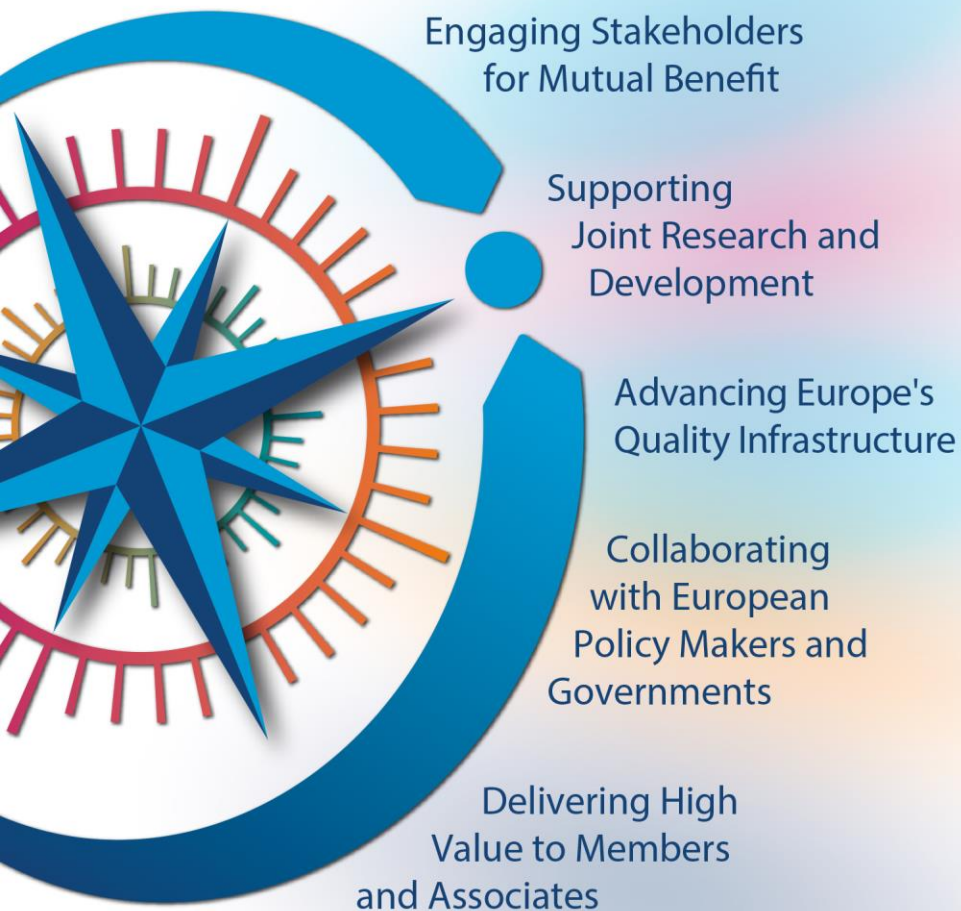 Engaging Stakeholders
for Mutual Benefit
Supporting
Joint Research and
Development
Advancing Europe's
Quality Infrastructure
Collaborating
with European
Policy Makers and
Governments
Delivering High
Value to Members
and Associates